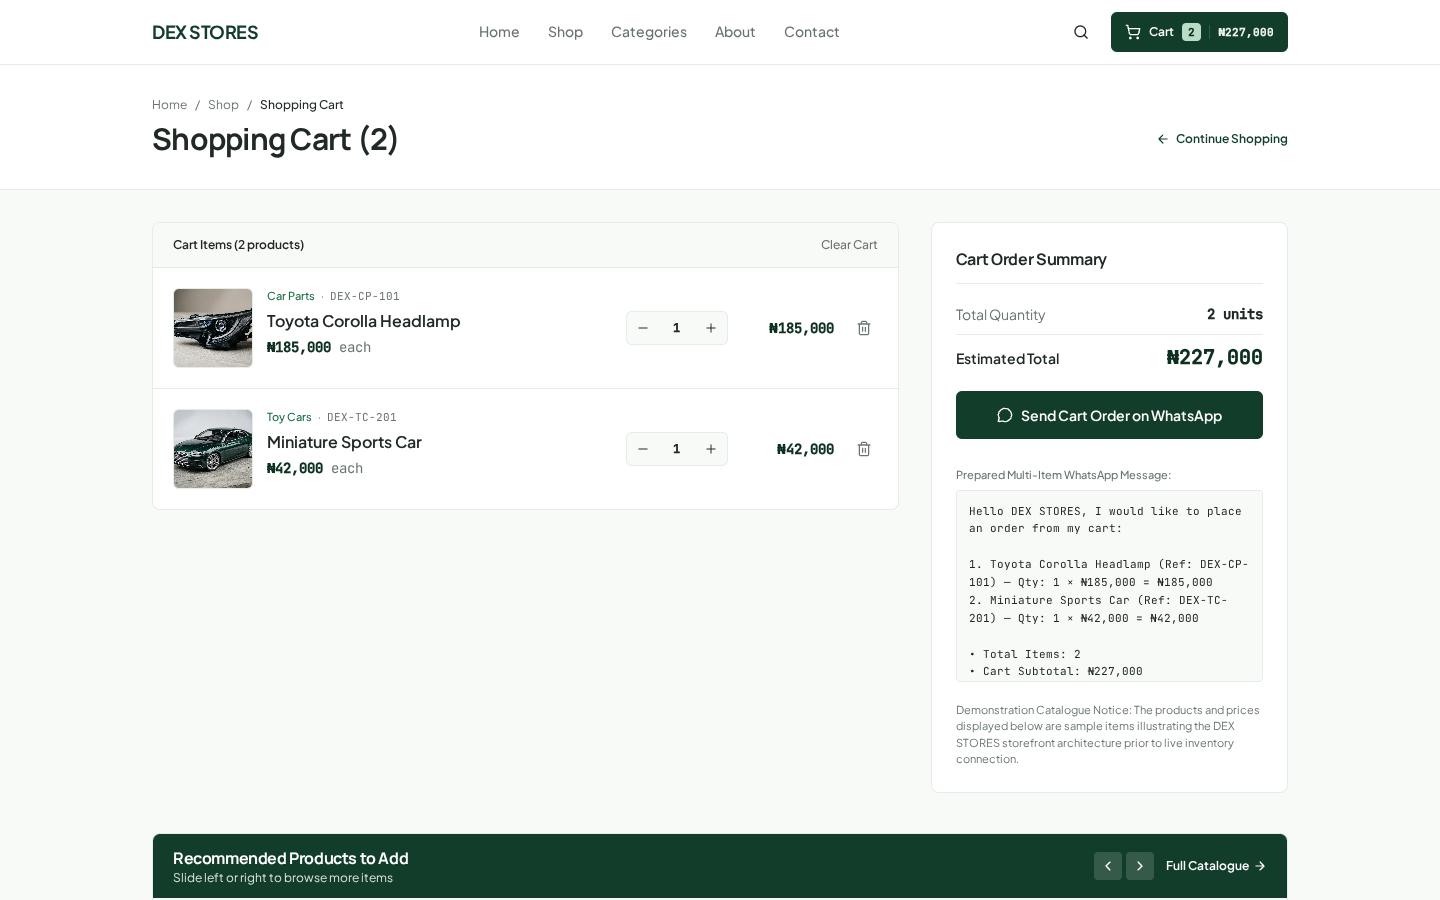 DEX STORES
Home
Shop
Categories
About
Contact
Cart 2 ₦227,000
Home / Shop / Shopping Cart
Shopping Cart (2)
← Continue Shopping
Cart Items (2 products)
Clear Cart
Car Parts · DEX-CP-101
Toyota Corolla Headlamp
₦185,000 each
− 1 +
₦185,000
Toy Cars · DEX-TC-201
Miniature Sports Car
₦42,000 each
− 1 +
₦42,000
Cart Order Summary
Total Quantity
2 units
Estimated Total
₦227,000
Send Cart Order on WhatsApp
Prepared Multi-Item WhatsApp Message:
Hello DEX STORES, I would like to place
an order from my cart:
1. Toyota Corolla Headlamp (Ref: DEX-CP-
101) — Qty: 1 × ₦185,000 = ₦185,000
2. Miniature Sports Car (Ref: DEX-TC-
201) — Qty: 1 × ₦42,000 = ₦42,000
• Total Items: 2
• Cart Subtotal: ₦227,000
Demonstration Catalogue Notice: The products and prices
displayed below are sample items illustrating the DEX
STORES storefront architecture prior to live inventory
connection.
Recommended Products to Add
Slide left or right to browse more items
Full Catalogue →